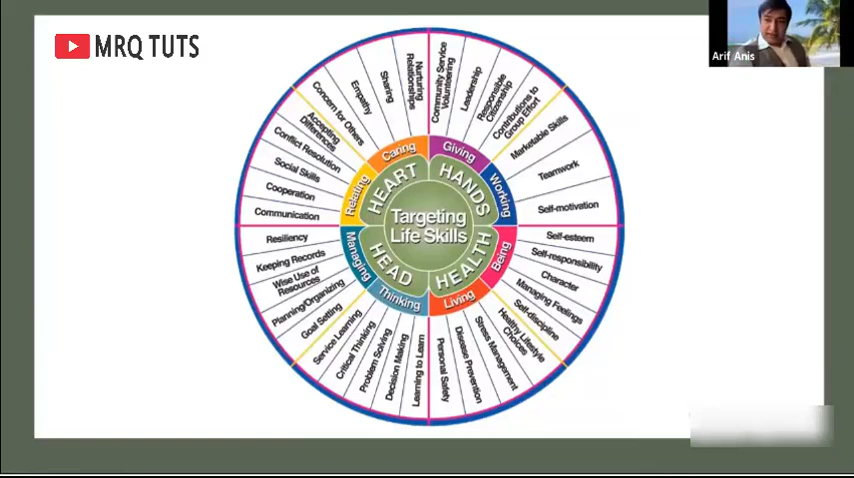 MRQ TUTS
Arif Anis
Targeting
Life Skills
HEART
HANDS
HEALTH
HEAD
Caring
Giving
Working
Being
Living
Thinking
Managing
Relating
Concern for Others
Empathy
Sharing
Nurturing
Relationships
Community Service
Volunteering
Leadership
Responsible
Citizenship
Contributions to
Group Effort
Marketable Skills
Teamwork
Self-motivation
Self-esteem
Self-responsibility
Character
Managing Feelings
Self-discipline
Healthy Lifestyle
Choices
Stress Management
Disease Prevention
Personal Safety
Learning to Learn
Decision Making
Problem Solving
Critical Thinking
Service Learning
Goal Setting
Planning/Organizing
Wise Use of
Resources
Keeping Records
Resiliency
Communication
Cooperation
Social Skills
Conflict Resolution
Accepting
Differences